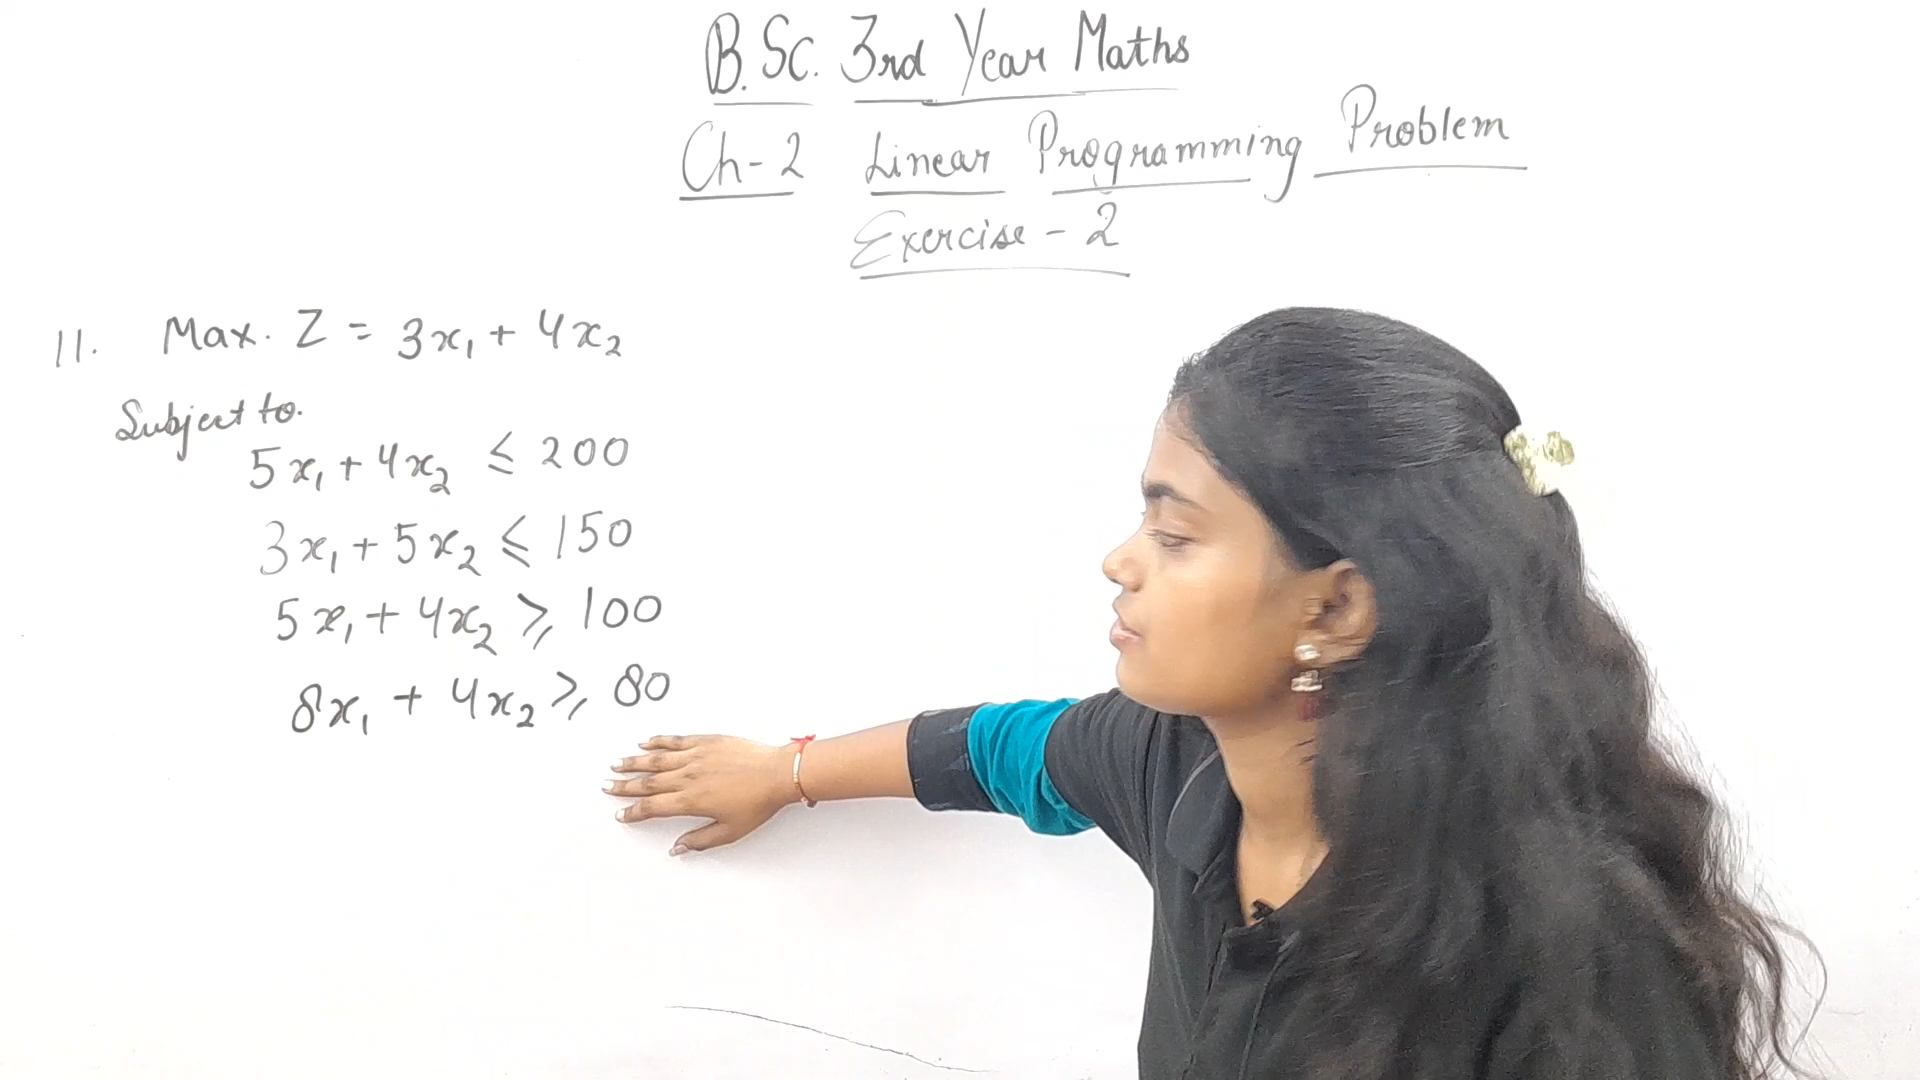 B.Sc. 3rd Year Maths
Ch-2 Linear Programming Problem
Exercise - 2
11. Max. Z = 3x₁ + 4x₂
Subject to.
5x₁ + 4x₂ ≤ 200
3x₁ + 5x₂ ≤ 150
5x₁ + 4x₂ ≥ 100
8x₁ + 4x₂ ≥ 80